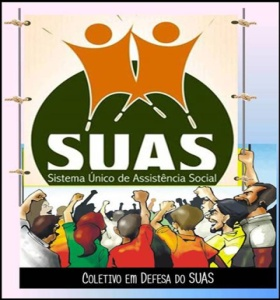 SUAS
Sistema Único de Assistência Social
COLETIVO EM DEFESA DO SUAS